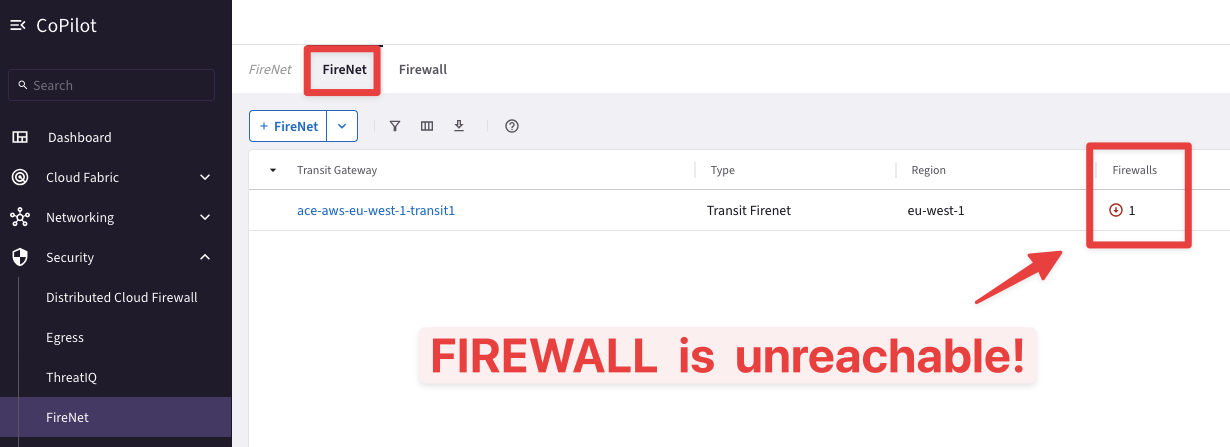 CoPilot
Search
Dashboard
Cloud Fabric
Networking
Security
Distributed Cloud Firewall
Egress
ThreatIQ
FireNet
FireNet FireNet Firewall
+ FireNet
Transit Gateway Type Region Firewalls
ace-aws-eu-west-1-transit1 Transit Firenet eu-west-1 1
FIREWALL is unreachable!